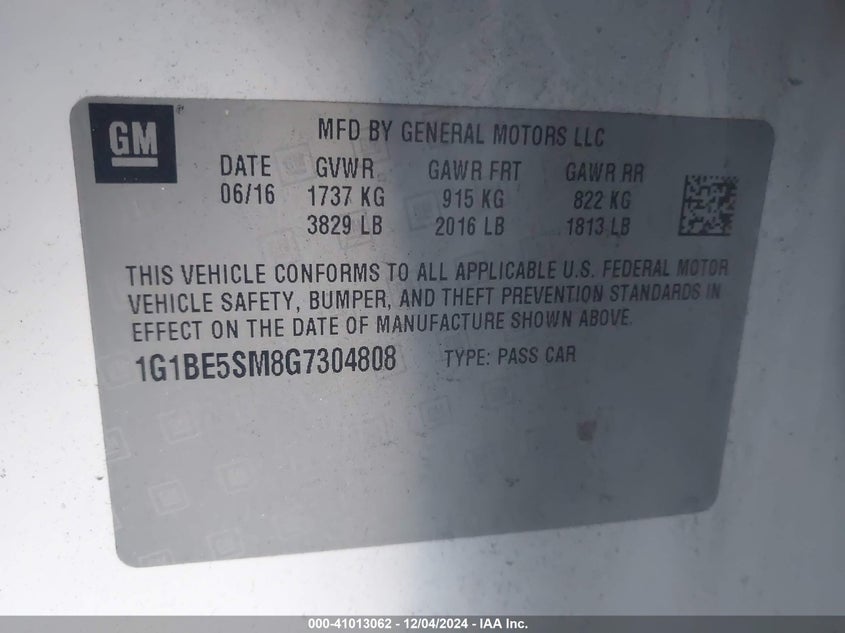 GM
MFD BY GENERAL MOTORS LLC
DATE GVWR GAWR FRT GAWR RR
06/16 1737 KG 915 KG 822 KG
3829 LB 2016 LB 1813 LB
THIS VEHICLE CONFORMS TO ALL APPLICABLE U.S. FEDERAL MOTOR
VEHICLE SAFETY, BUMPER, AND THEFT PREVENTION STANDARDS IN
EFFECT ON THE DATE OF MANUFACTURE SHOWN ABOVE.
1G1BE5SM8G7304808 TYPE: PASS CAR
000-41013062 - 12/04/2024 - IAA Inc.